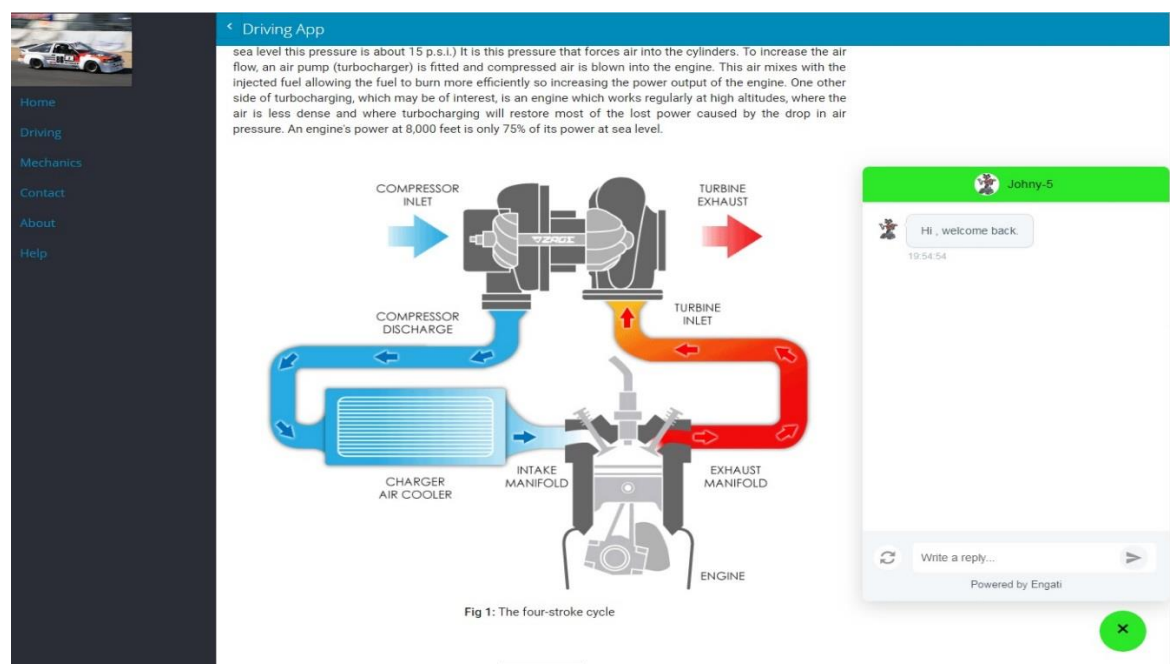 Driving App
Home
Driving
Mechanics
Contact
About
Help
sea level this pressure is about 15 p.s.i.) It is this pressure that forces air into the cylinders. To increase the air
flow, an air pump (turbocharger) is fitted and compressed air is blown into the engine. This air mixes with the
injected fuel allowing the fuel to burn more efficiently so increasing the power output of the engine. One other
side of turbocharging, which may be of interest, is an engine which works regularly at high altitudes, where the
air is less dense and where turbocharging will restore most of the lost power caused by the drop in air
pressure. An engine's power at 8,000 feet is only 75% of its power at sea level.
COMPRESSOR
INLET
TURBINE
EXHAUST
ZAGE
COMPRESSOR
DISCHARGE
TURBINE
INLET
CHARGER
AIR COOLER
INTAKE
MANIFOLD
EXHAUST
MANIFOLD
ENGINE
Fig 1: The four-stroke cycle
Johny-5
Hi , welcome back.
19:54:54
Write a reply...
Powered by Engati